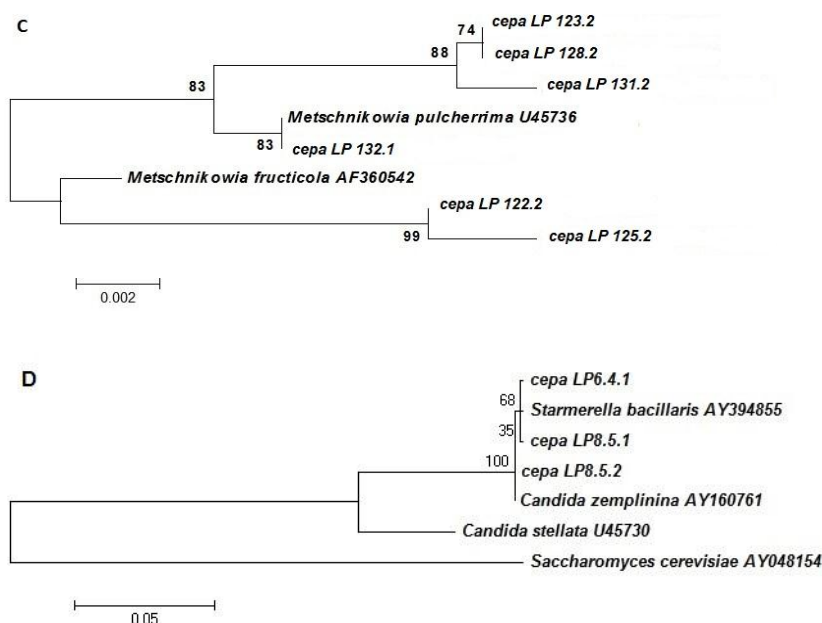 C
cepa LP 123.2
74
cepa LP 128.2
88
cepa LP 131.2
83
Metschnikowia pulcherrima U45736
83
cepa LP 132.1
Metschnikowia fructicola AF360542
cepa LP 122.2
99
cepa LP 125.2
0.002
D
cepa LP6.4.1
68
Starmerella bacillaris AY394855
35
cepa LP8.5.1
100
cepa LP8.5.2
Candida zemplinina AY160761
Candida stellata U45730
Saccharomyces cerevisiae AY048154
0.05